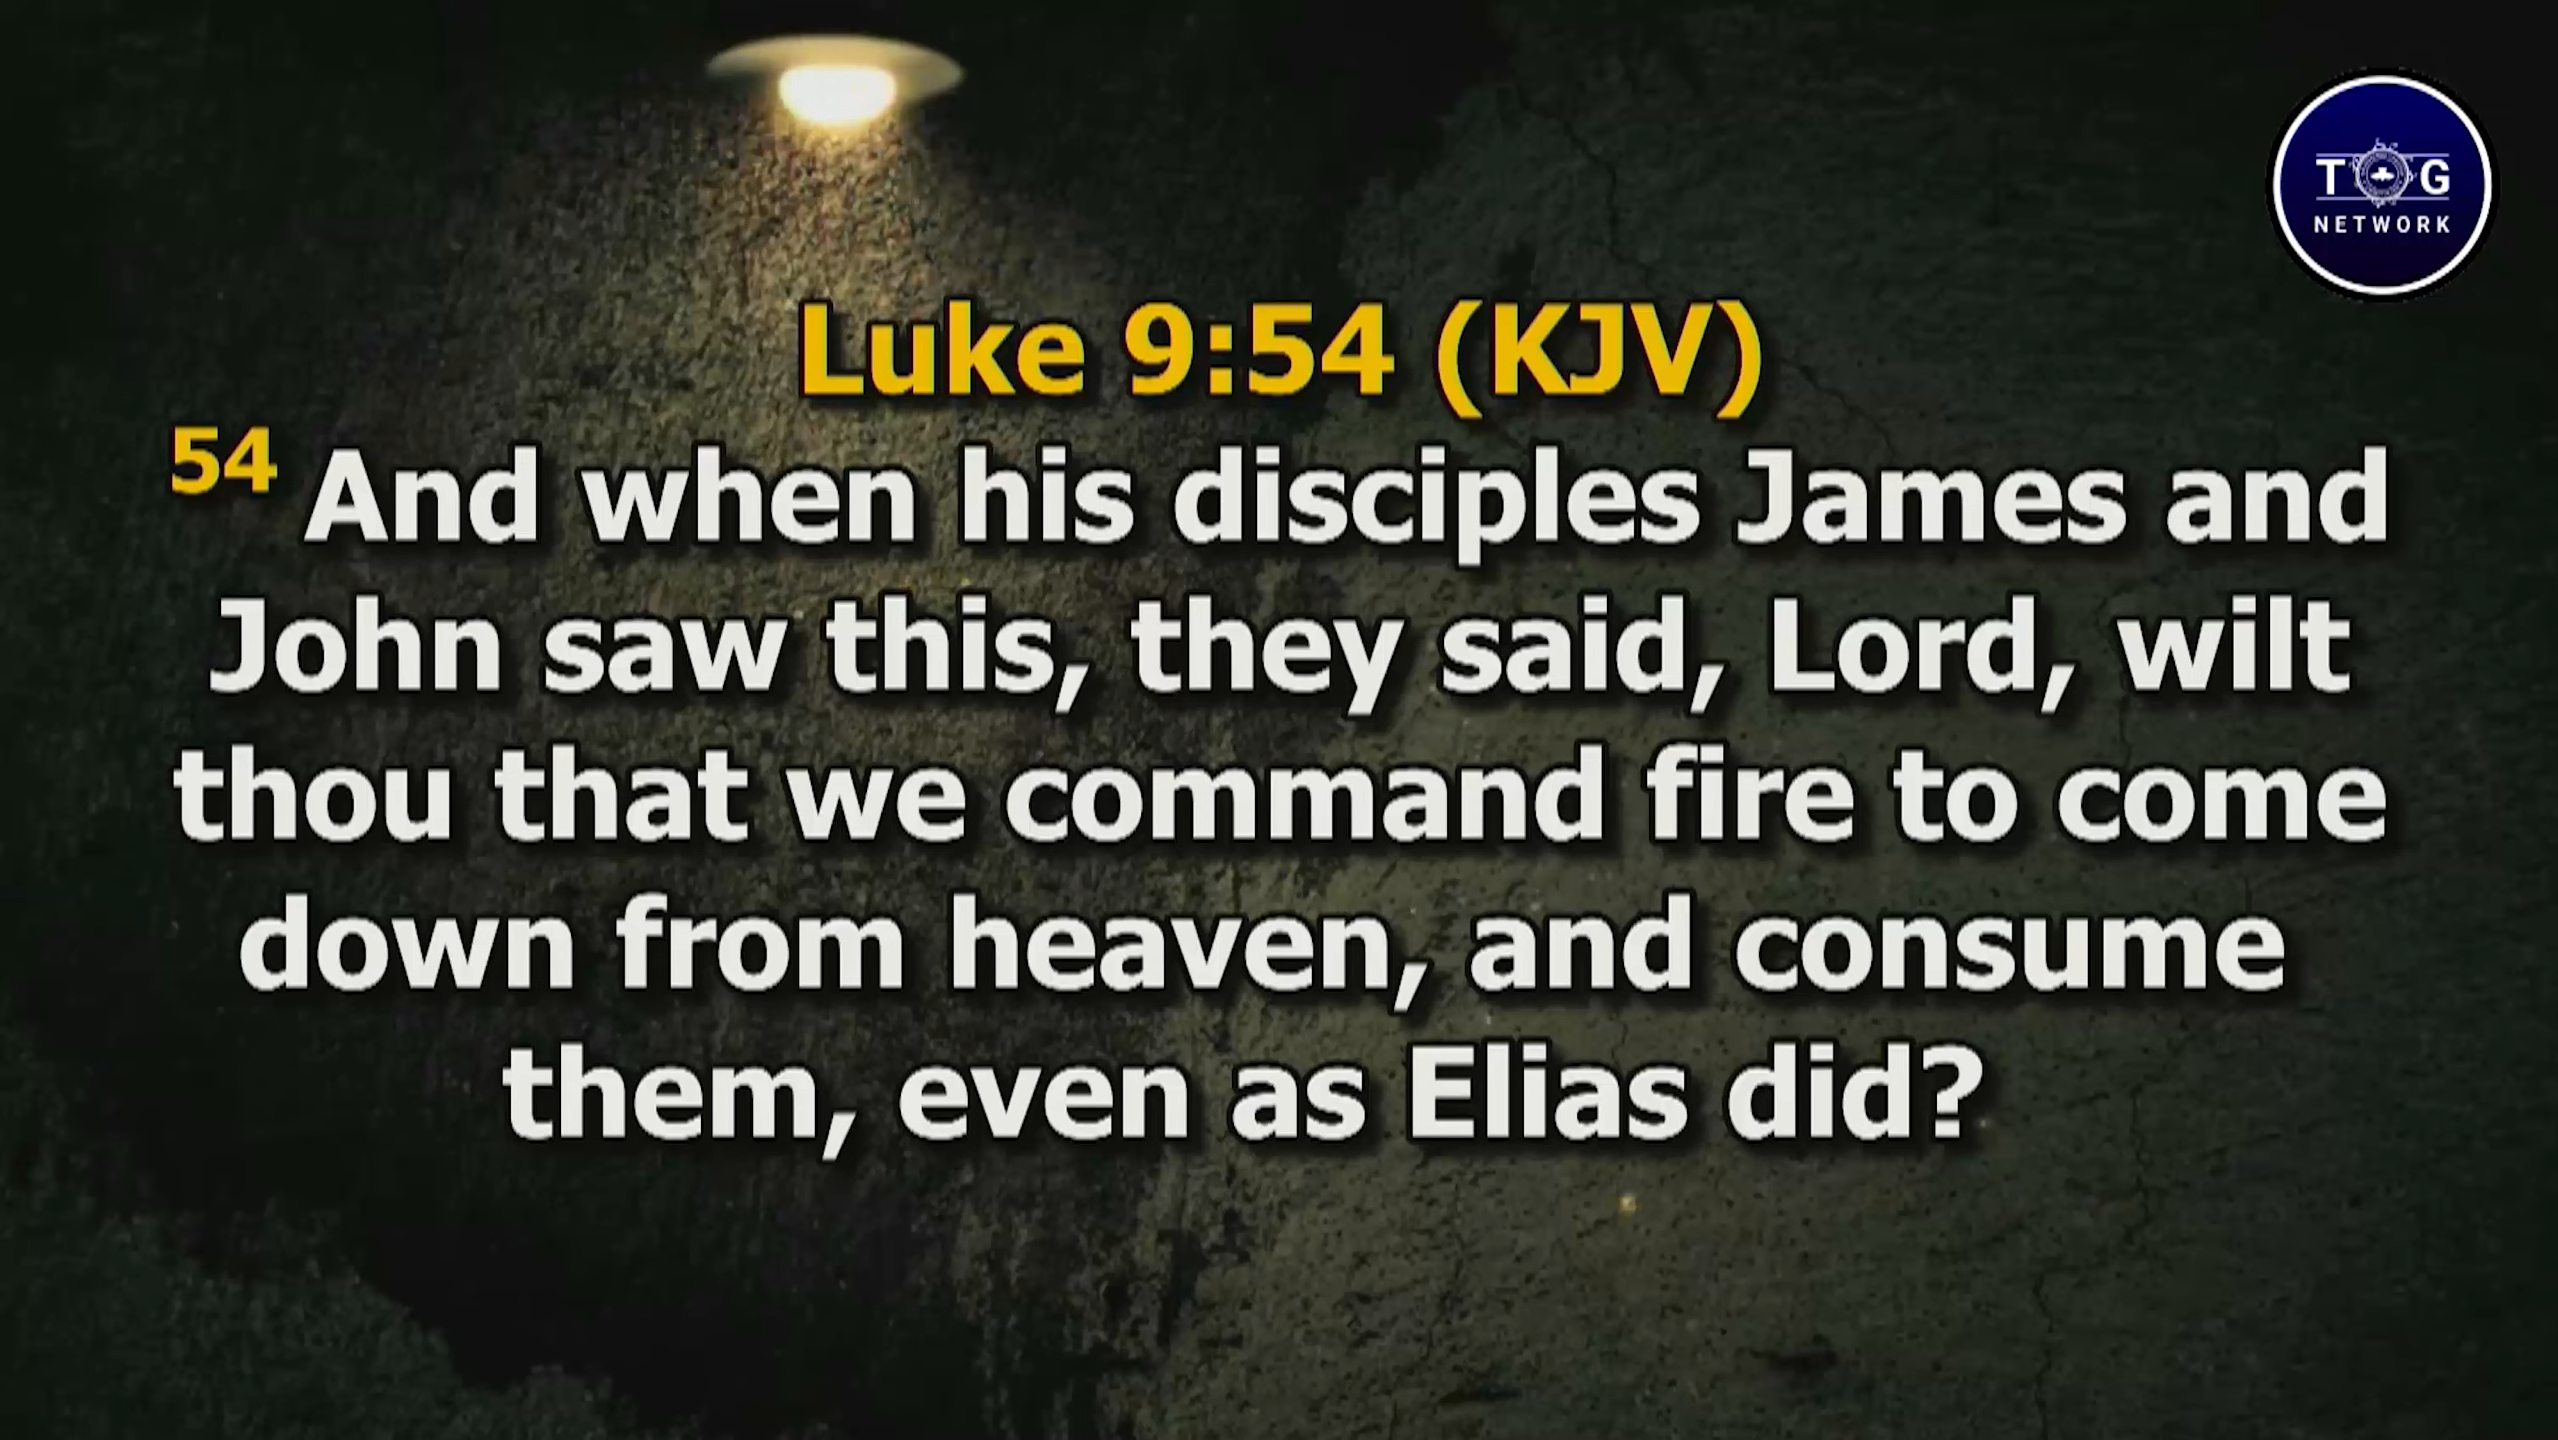 T G
NETWORK
Luke 9:54 (KJV)
54 And when his disciples James and
John saw this, they said, Lord, wilt
thou that we command fire to come
down from heaven, and consume
them, even as Elias did?